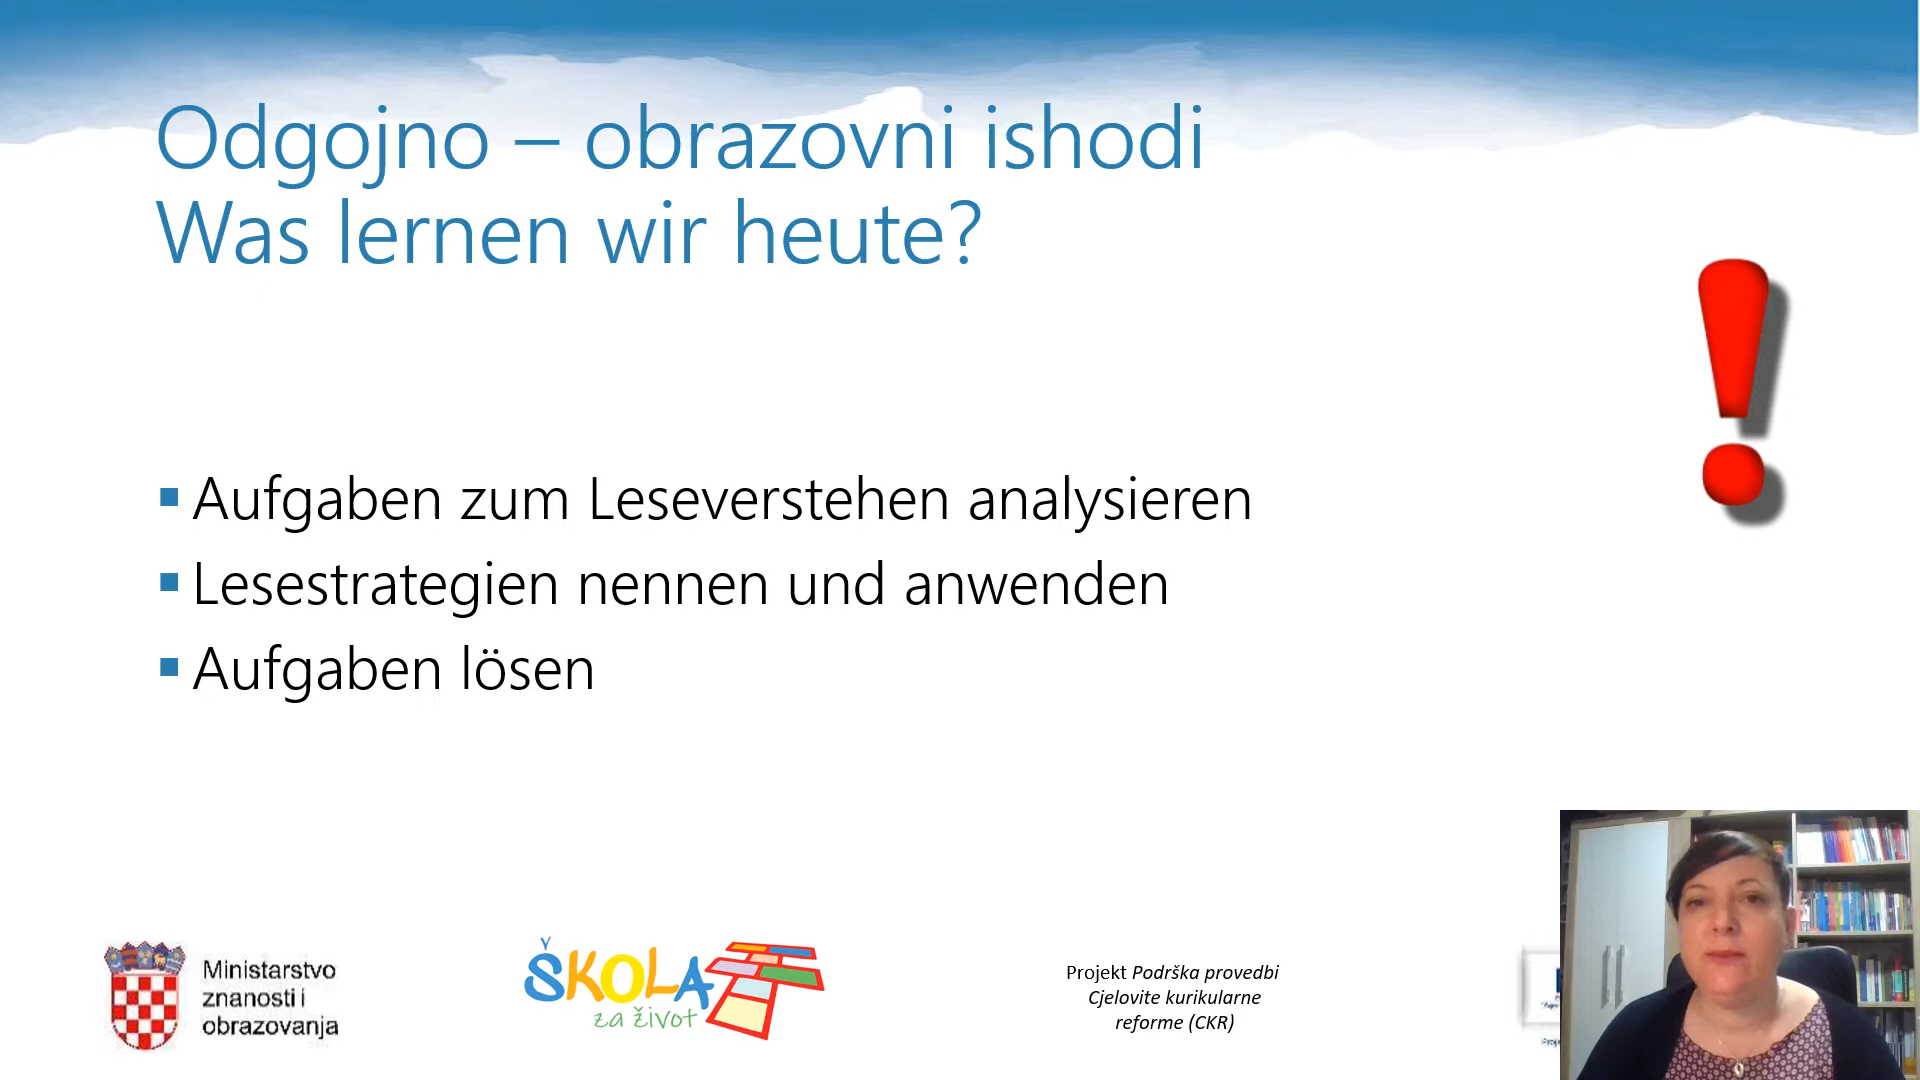 Odgojno – obrazovni ishodi
Was lernen wir heute?
▪ Aufgaben zum Leseverstehen analysieren
▪ Lesestrategien nennen und anwenden
▪ Aufgaben lösen
Ministarstvo
znanosti i
obrazovanja
ŠKOLA
za život
Projekt Podrška provedbi
Cjelovite kurikularne
reforme (CKR)